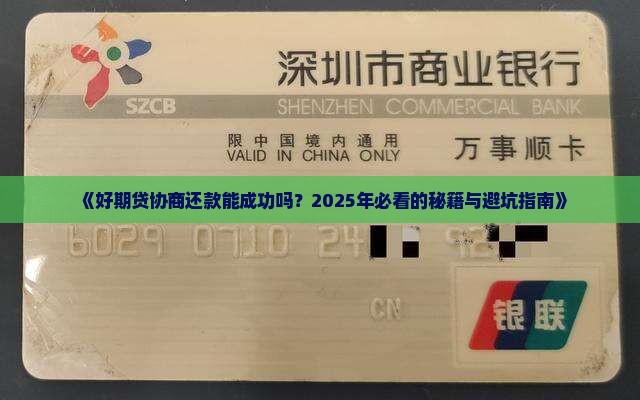 深圳市商业银行
SZCB
SHENZHEN COMMERCIAL BANK
限中国境内通用
VALID IN CHINA ONLY
万事顺卡
《好期贷协商还款能成功吗？2025年必看的秘籍与避坑指南》
6029 0710 24 92
CN
银联